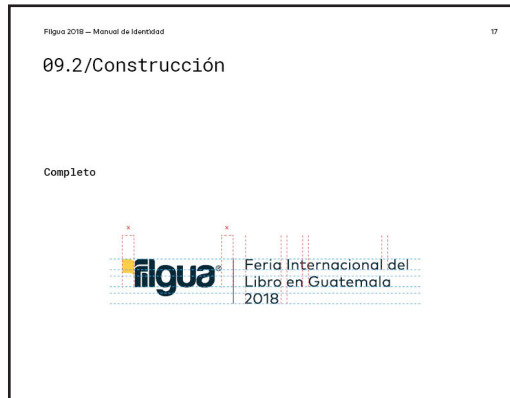 Filgua 2018 — Manual de Identidad
17
09.2/Construcción
Completo
x x
filgua®
Feria Internacional del
Libro en Guatemala
2018